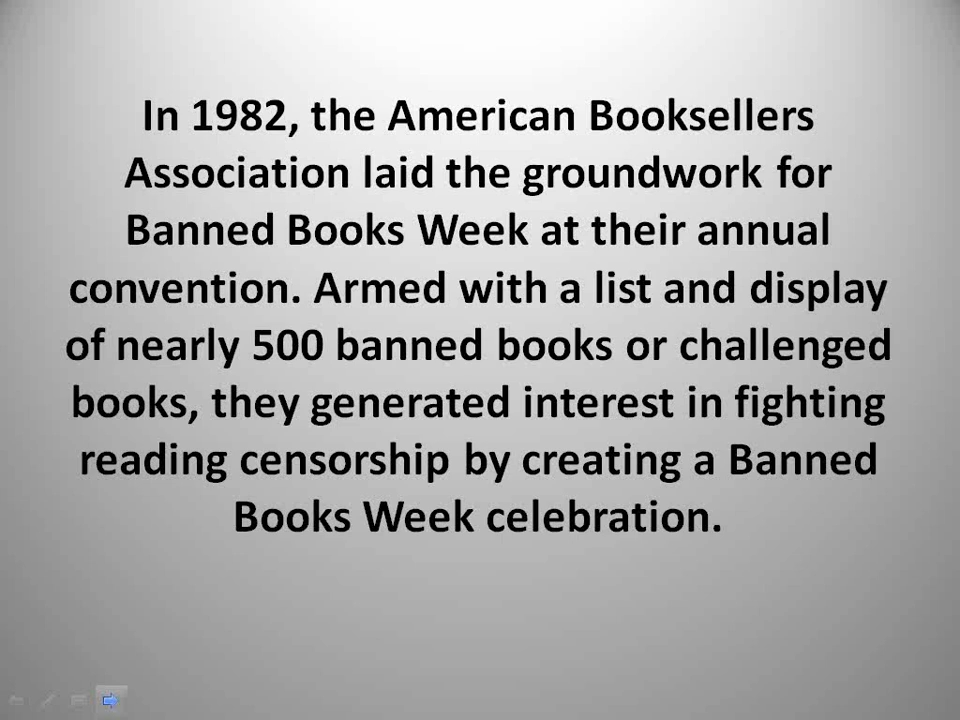 In 1982, the American Booksellers
Association laid the groundwork for
Banned Books Week at their annual
convention. Armed with a list and display
of nearly 500 banned books or challenged
books, they generated interest in fighting
reading censorship by creating a Banned
Books Week celebration.